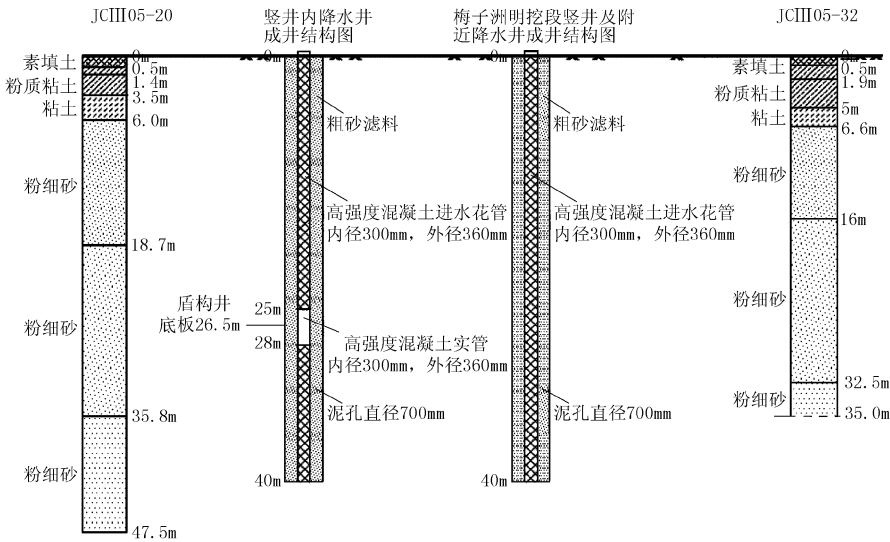 JCⅢ05-20
0m
素填土
0.5m
1.4m
粉质粘土
3.5m
粘土
6.0m
粉细砂
18.7m
粉细砂
35.8m
粉细砂
47.5m
竖井内降水井
成井结构图
0m
粗砂滤料
高强度混凝土进水花管
内径300mm，外径360mm
25m
盾构井
底板26.5m
28m
高强度混凝土实管
内径300mm，外径360mm
泥孔直径700mm
40m
梅子洲明挖段竖井及附
近降水井成井结构图
0m
粗砂滤料
高强度混凝土进水花管
内径300mm，外径360mm
泥孔直径700mm
40m
JCⅢ05-32
0m
素填土
0.5m
1.9m
粉质粘土
5m
粘土
6.6m
粉细砂
16m
粉细砂
32.5m
粉细砂
35.0m